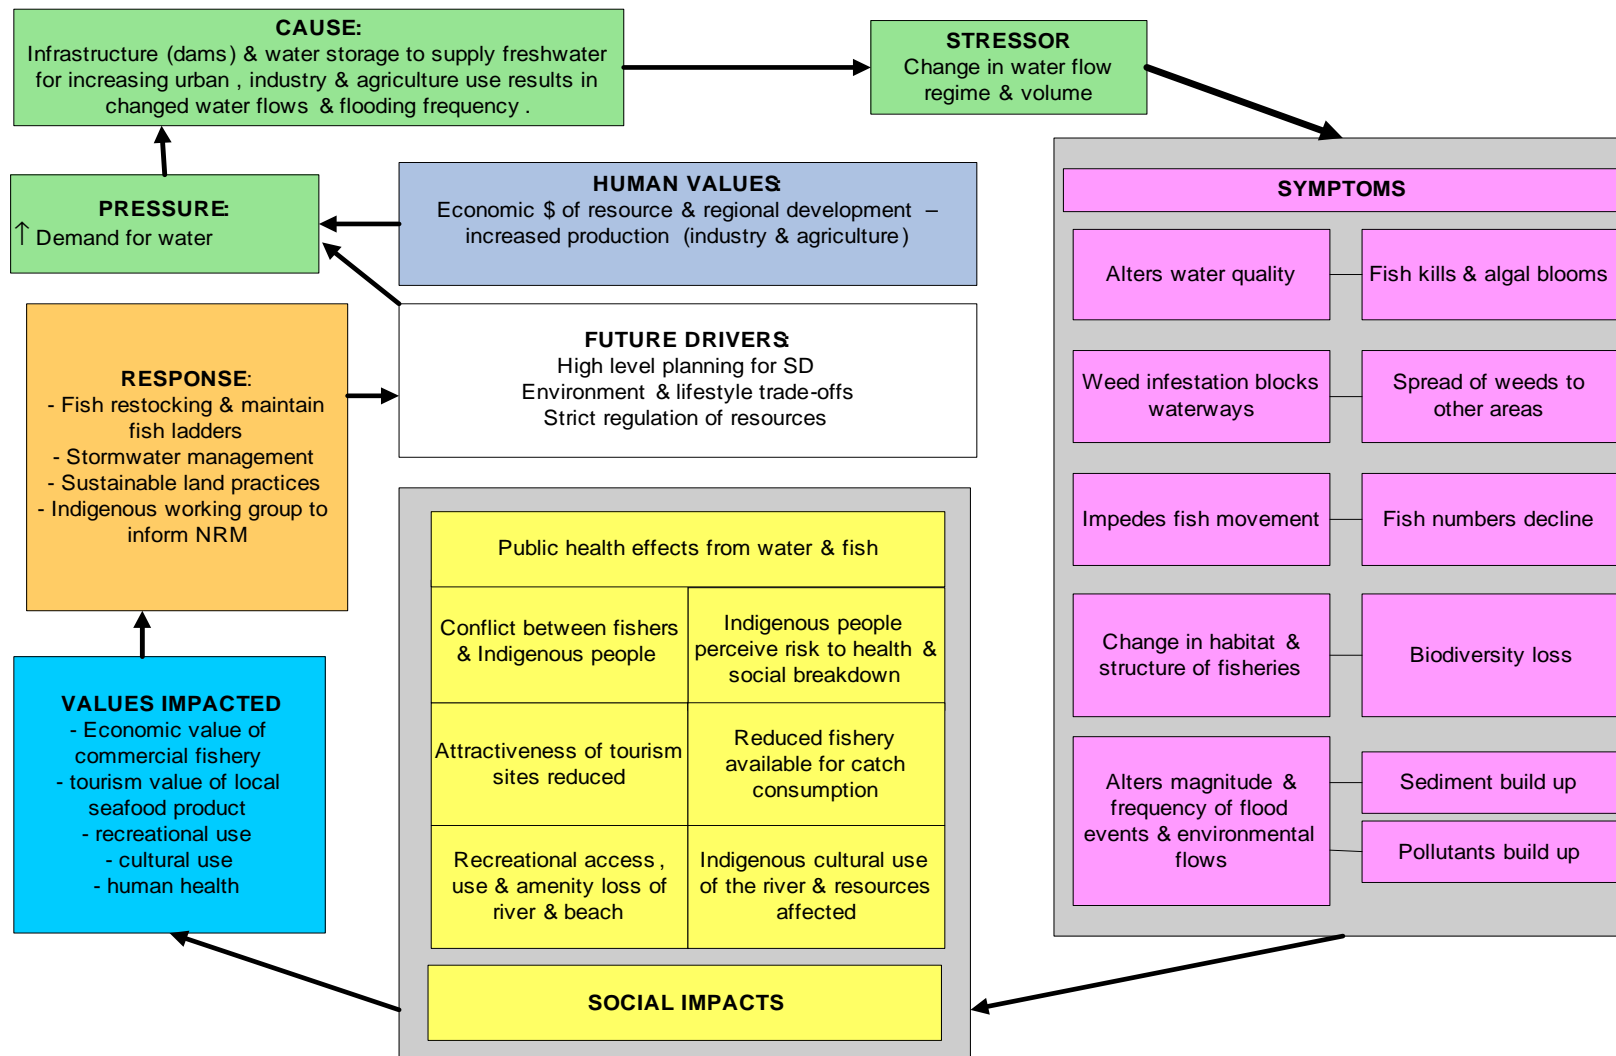 CAUSE:
Infrastructure (dams) & water storage to supply freshwater
for increasing urban , industry & agriculture use results in
changed water flows & flooding frequency .
STRESSOR
Change in water flow
regime & volume
PRESSURE:
↑ Demand for water
HUMAN VALUES:
Economic $ of resource & regional development –
increased production (industry & agriculture)
FUTURE DRIVERS:
High level planning for SD
Environment & lifestyle trade-offs
Strict regulation of resources
RESPONSE:
- Fish restocking & maintain
fish ladders
- Stormwater management
- Sustainable land practices
- Indigenous working group to
inform NRM
VALUES IMPACTED
- Economic value of
commercial fishery
- tourism value of local
seafood product
- recreational use
- cultural use
- human health
Public health effects from water & fish
Conflict between fishers
& Indigenous people
Indigenous people
perceive risk to health &
social breakdown
Attractiveness of tourism
sites reduced
Reduced fishery
available for catch
consumption
Recreational access ,
use & amenity loss of
river & beach
Indigenous cultural use
of the river & resources
affected
SOCIAL IMPACTS
SYMPTOMS
Alters water quality
Fish kills & algal blooms
Weed infestation blocks
waterways
Spread of weeds to
other areas
Impedes fish movement
Fish numbers decline
Change in habitat &
structure of fisheries
Biodiversity loss
Alters magnitude &
frequency of flood
events & environmental
flows
Sediment build up
Pollutants build up